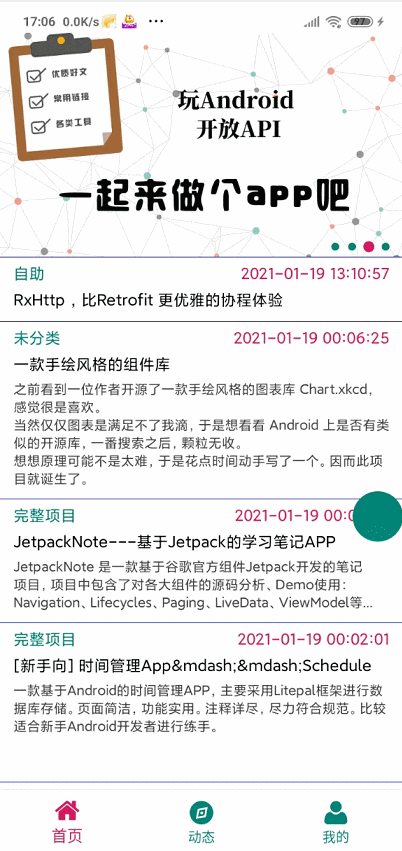 17:06 0.0K/s ••• 97
优质好文
常用链接
各类工具
玩Android
开放API
一起来做个app吧
自助 2021-01-19 13:10:57
RxHttp，比Retrofit 更优雅的协程体验
未分类 2021-01-19 00:06:25
一款手绘风格的组件库
之前看到一位作者开源了一款手绘风格的图表库 Chart.xkcd，
感觉很是喜欢。
当然仅仅图表是满足不了我滴，于是想看看 Android 上是否有类
似的开源库，一番搜索之后，颗粒无收。
想想原理可能不是太难，于是花点时间动手写了一个。因而此项
目就诞生了。
完整项目 2021-01-19 00:
JetpackNote---基于Jetpack的学习笔记APP
JetpackNote 是一款基于谷歌官方组件Jetpack开发的笔记
项目，项目中包含了对各大组件的源码分析、Demo使用：
Navigation、Lifecycles、Paging、LiveData、ViewModel等...
完整项目 2021-01-19 00:02:01
[新手向] 时间管理App&mdash;&mdash;Schedule
一款基于Android的时间管理APP，主要采用Litepal框架进行数
据库存储。页面简洁，功能实用。注释详尽，尽力符合规范。比较
适合新手Android开发者进行练手。
首页 动态 我的